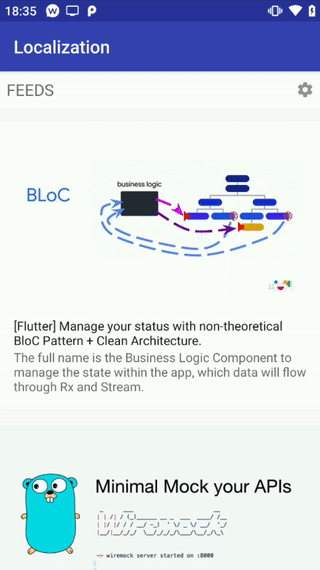 18:35
Localization
FEEDS
BLoC
business logic
[Flutter] Manage your status with non-theoretical
BloC Pattern + Clean Architecture.
The full name is the Business Logic Component to
manage the state within the app, which data will flow
through Rx and Stream.
Minimal Mock your APIs
-> wiremock server started on :8000